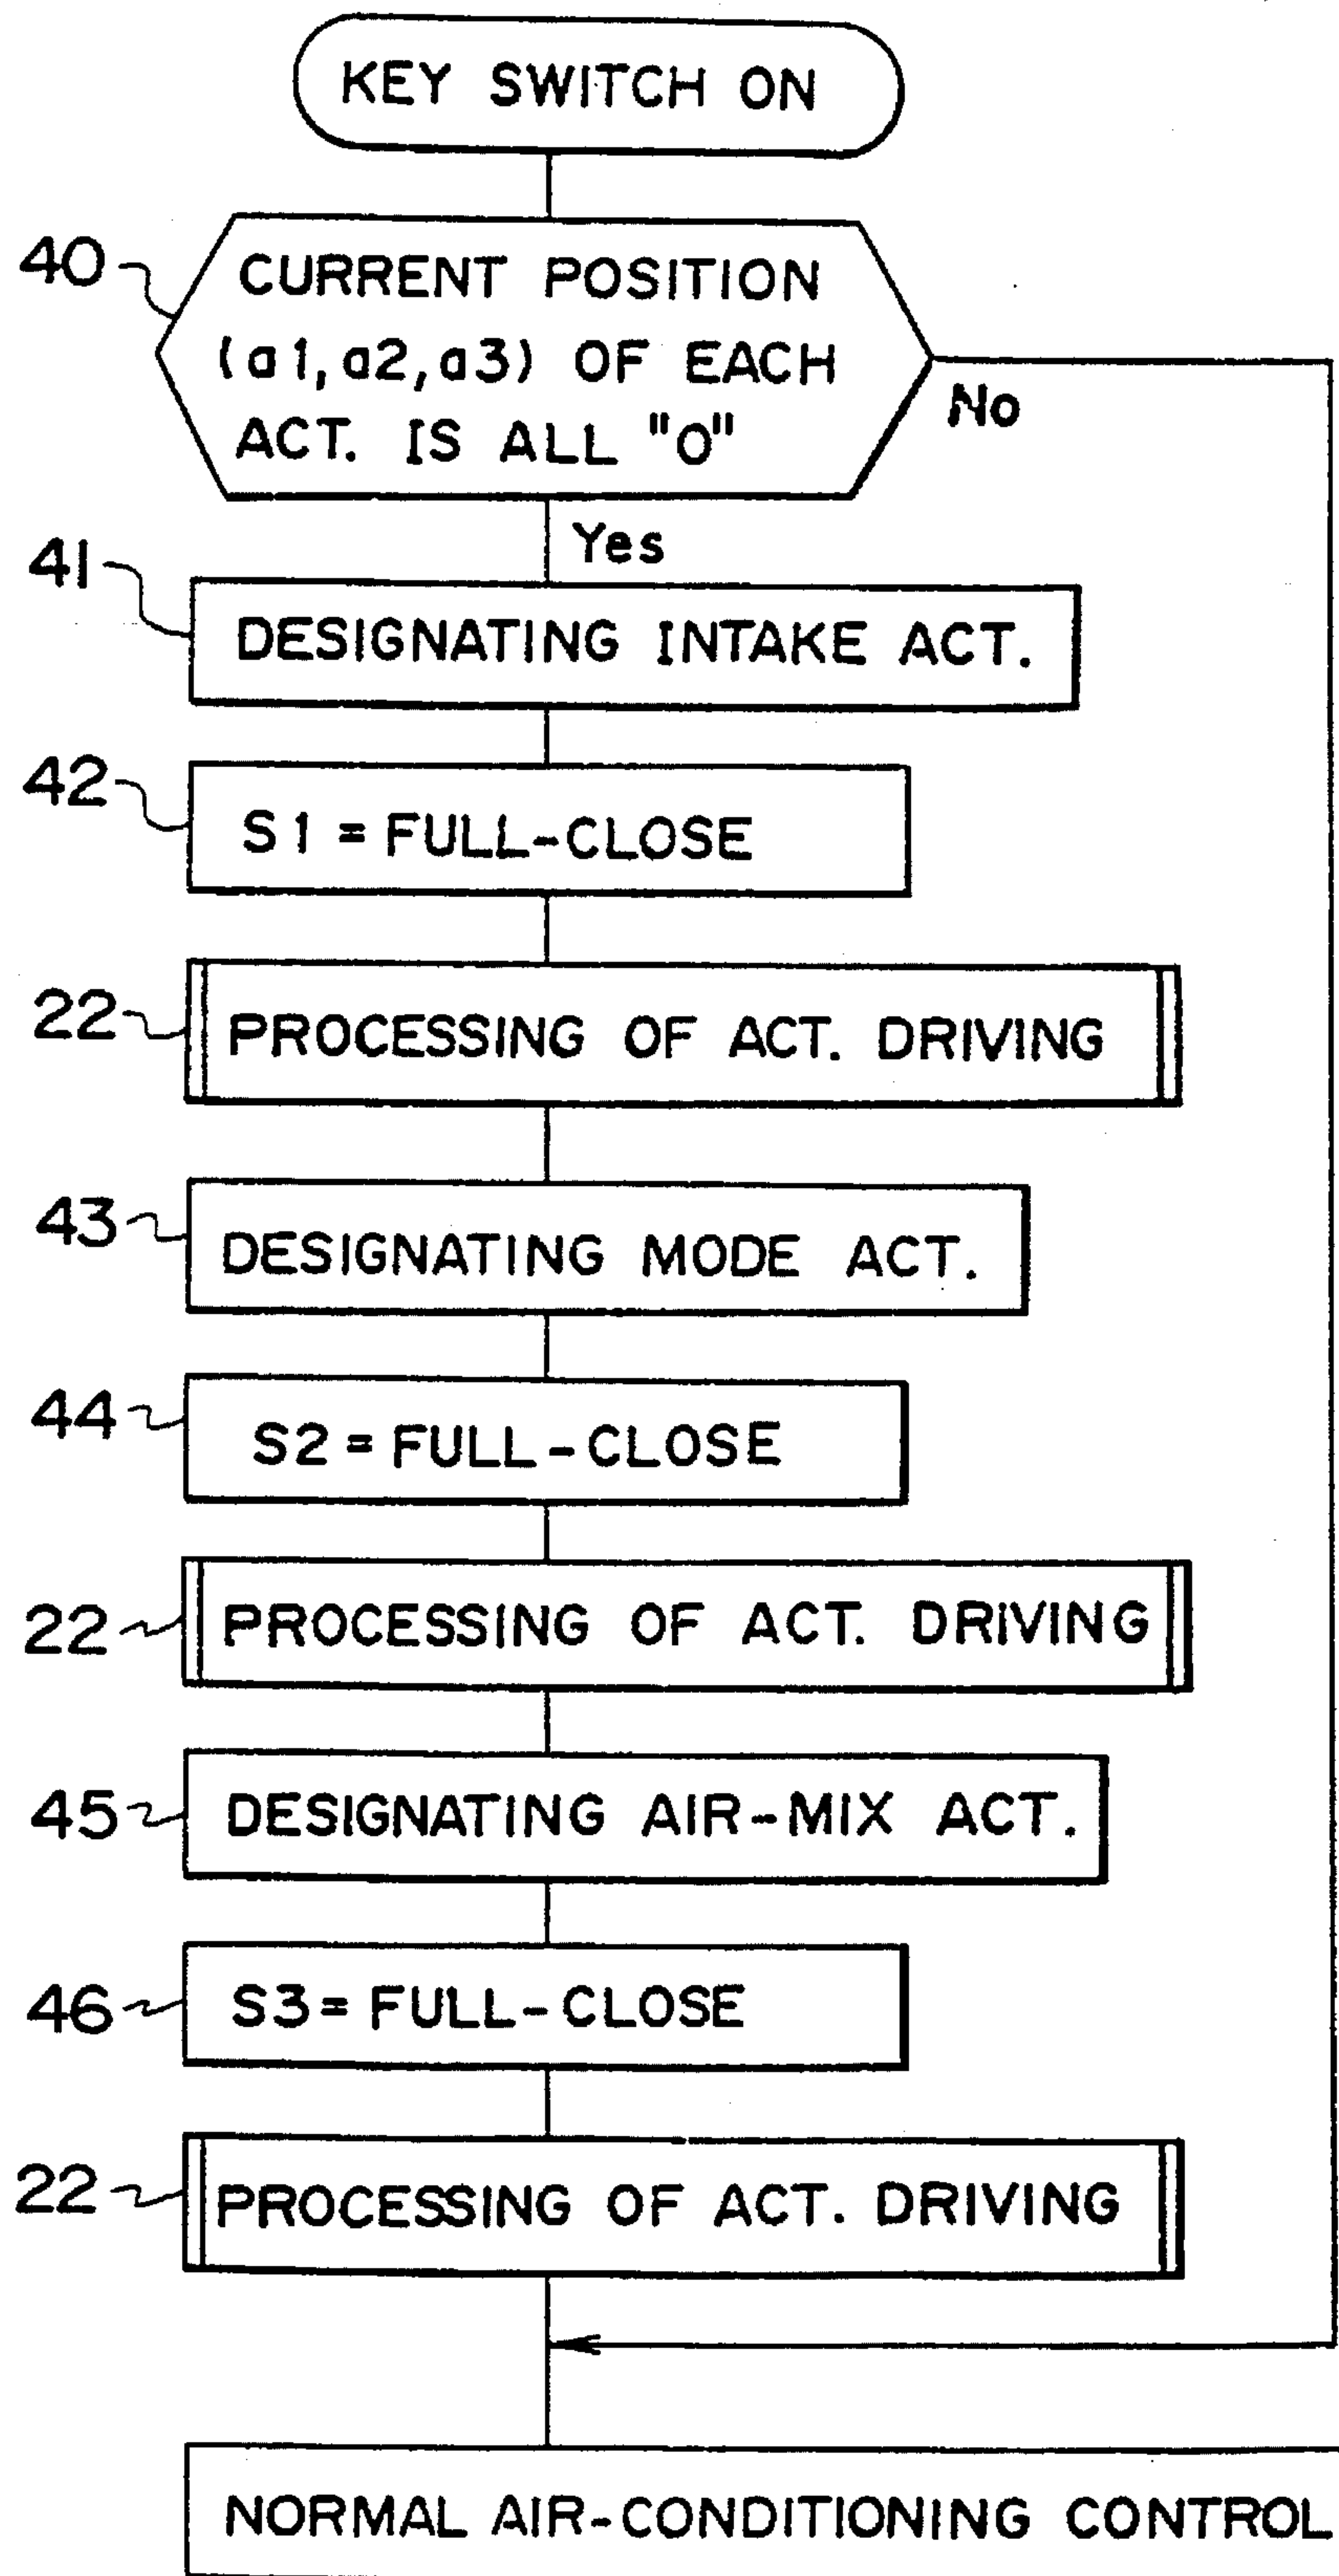 KEY SWITCH ON
40
CURRENT POSITION
(a1, a2, a3) OF EACH
ACT. IS ALL "0"
No
Yes
41
DESIGNATING INTAKE ACT.
42
S1 = FULL-CLOSE
22
PROCESSING OF ACT. DRIVING
43
DESIGNATING MODE ACT.
44
S2 = FULL-CLOSE
22
PROCESSING OF ACT. DRIVING
45
DESIGNATING AIR-MIX ACT.
46
S3 = FULL-CLOSE
22
PROCESSING OF ACT. DRIVING
NORMAL AIR-CONDITIONING CONTROL